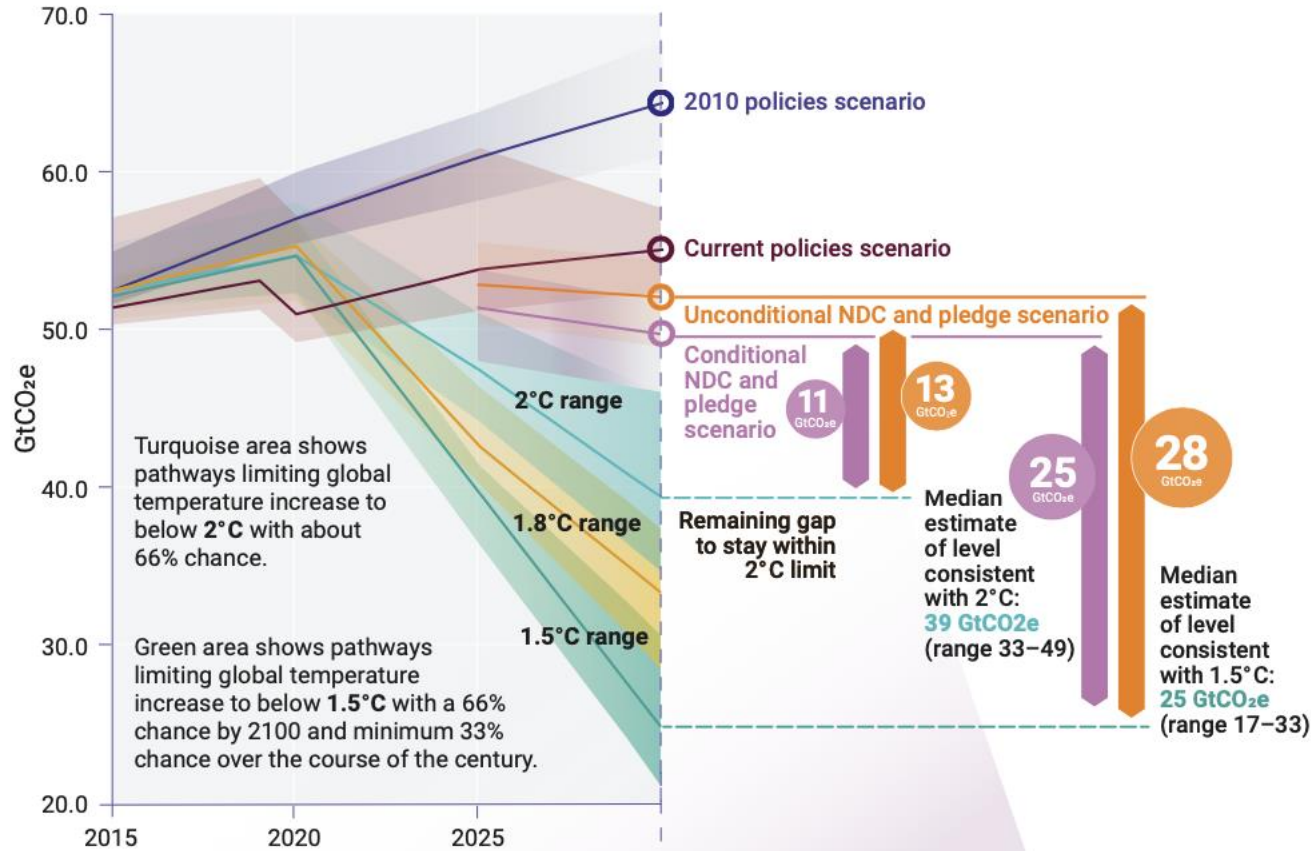 70.0
60.0
50.0
40.0
30.0
20.0
GtCO₂e
2015
2020
2025
2010 policies scenario
Current policies scenario
Unconditional NDC and pledge scenario
Conditional
NDC and
pledge
scenario
11
GtCO₂e
13
GtCO₂e
25
GtCO₂e
28
GtCO₂e
2°C range
1.8°C range
1.5°C range
Turquoise area shows
pathways limiting global
temperature increase to
below 2°C with about
66% chance.
Green area shows pathways
limiting global temperature
increase to below 1.5°C with a 66%
chance by 2100 and minimum 33%
chance over the course of the century.
Remaining gap
to stay within
2°C limit
Median
estimate
of level
consistent
with 2°C:
39 GtCO2e
(range 33–49)
Median
estimate
of level
consistent
with 1.5°C:
25 GtCO₂e
(range 17–33)